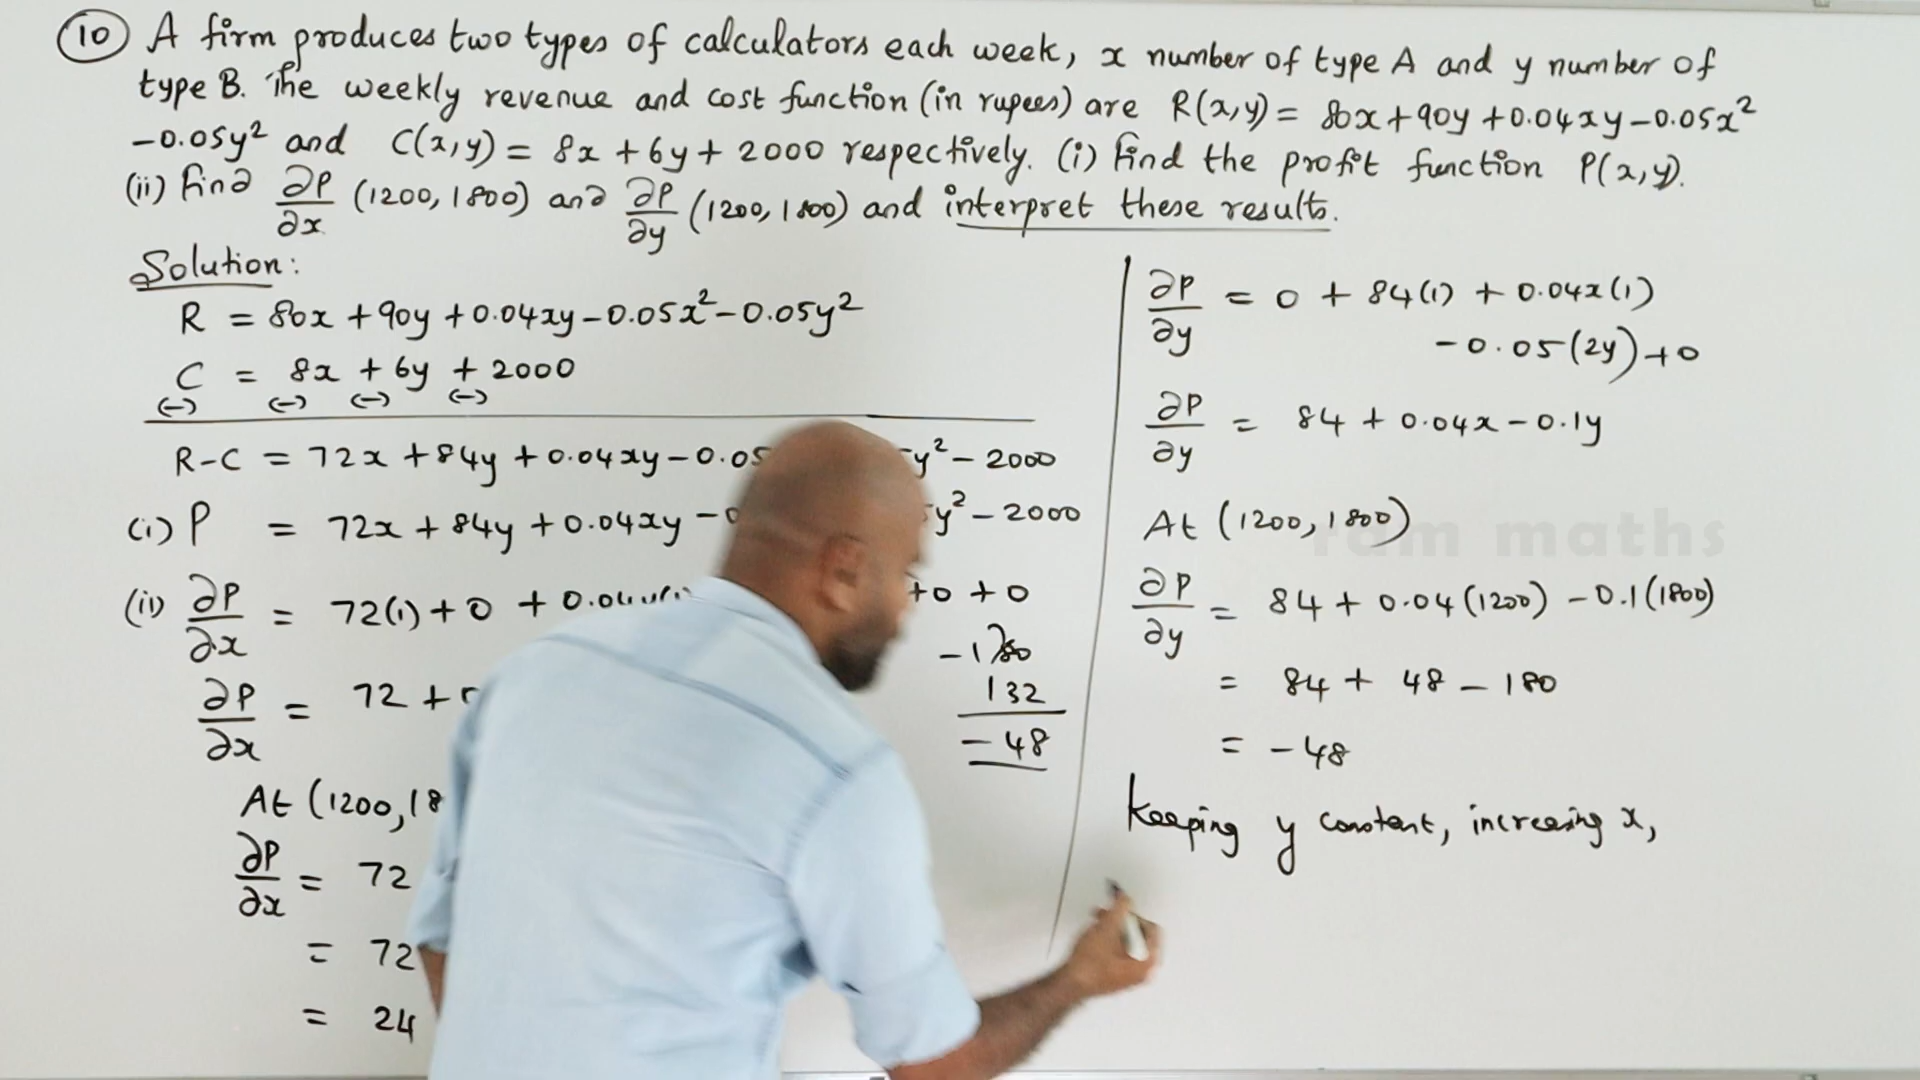 10 A firm produces two types of calculators each week, x number of type A and y number of
type B. The weekly revenue and cost function (in rupees) are R(x,y) = 80x+90y+0.04xy-0.05x²
-0.05y² and C(x,y) = 8x+6y+2000 respectively. (i) Find the profit function P(x,y).
(ii) Find ∂P/∂x (1200,1800) and ∂P/∂y (1200,1800) and interpret these results.
Solution:
R = 80x+90y+0.04xy-0.05x²-0.05y²
C = 8x + 6y + 2000
(-) (-) (-) (-)
R-C = 72x+84y+0.04xy-0.05 y²-2000
(i) P = 72x+84y+0.04xy- y²-2000
(ii) ∂P/∂x = 72(1)+0 + +0 +0
∂P/∂x = 72 +
At (1200,18
∂P/∂x = 72
= 72
= 24
-180
132
-48
∂P/∂y = 0 + 84(1) + 0.04x(1)
-0.05(2y)+0
∂P/∂y = 84 + 0.04x-0.1y
At (1200,1800)
ram maths
∂P/∂y = 84 + 0.04(1200) -0.1(1800)
= 84 + 48 - 180
= -48
Keeping y constant, increasing x,